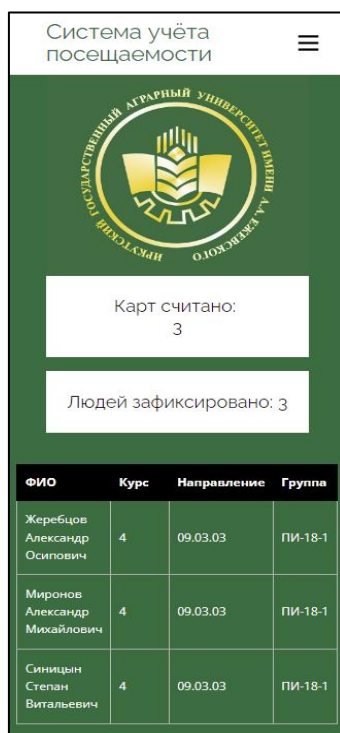 Система учёта
посещаемости
ИРКУТСКИЙ ГОСУДАРСТВЕННЫЙ АГРАРНЫЙ УНИВЕРСИТЕТ ИМЕНИ А.А. ЕЖЕВСКОГО
Карт считано:
3
Людей зафиксировано: 3
ФИО Курс Направление Группа
Жеребцов
Александр 4 09.03.03 ПИ-18-1
Осипович
Миронов
Александр 4 09.03.03 ПИ-18-1
Михайлович
Синицын
Степан 4 09.03.03 ПИ-18-1
Витальевич